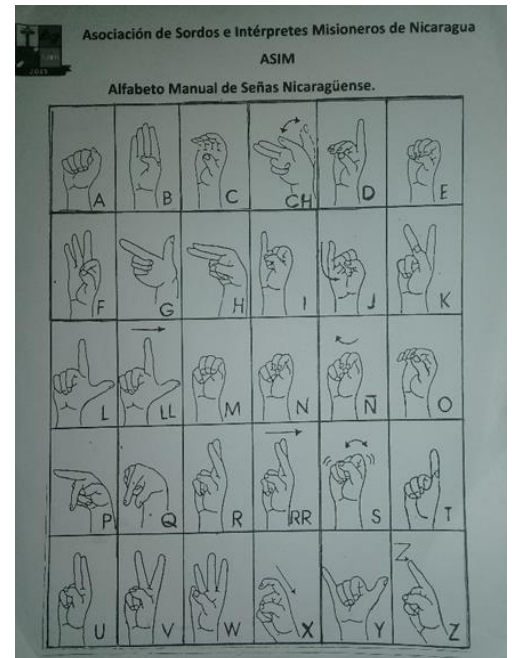 Asociación de Sordos e Intérpretes Misioneros de Nicaragua
ASIM
Alfabeto Manual de Señas Nicaragüense.
A B C CH D E
F G H I J K
L LL M N Ñ O
P Q R RR S T
U V W X Y Z Z